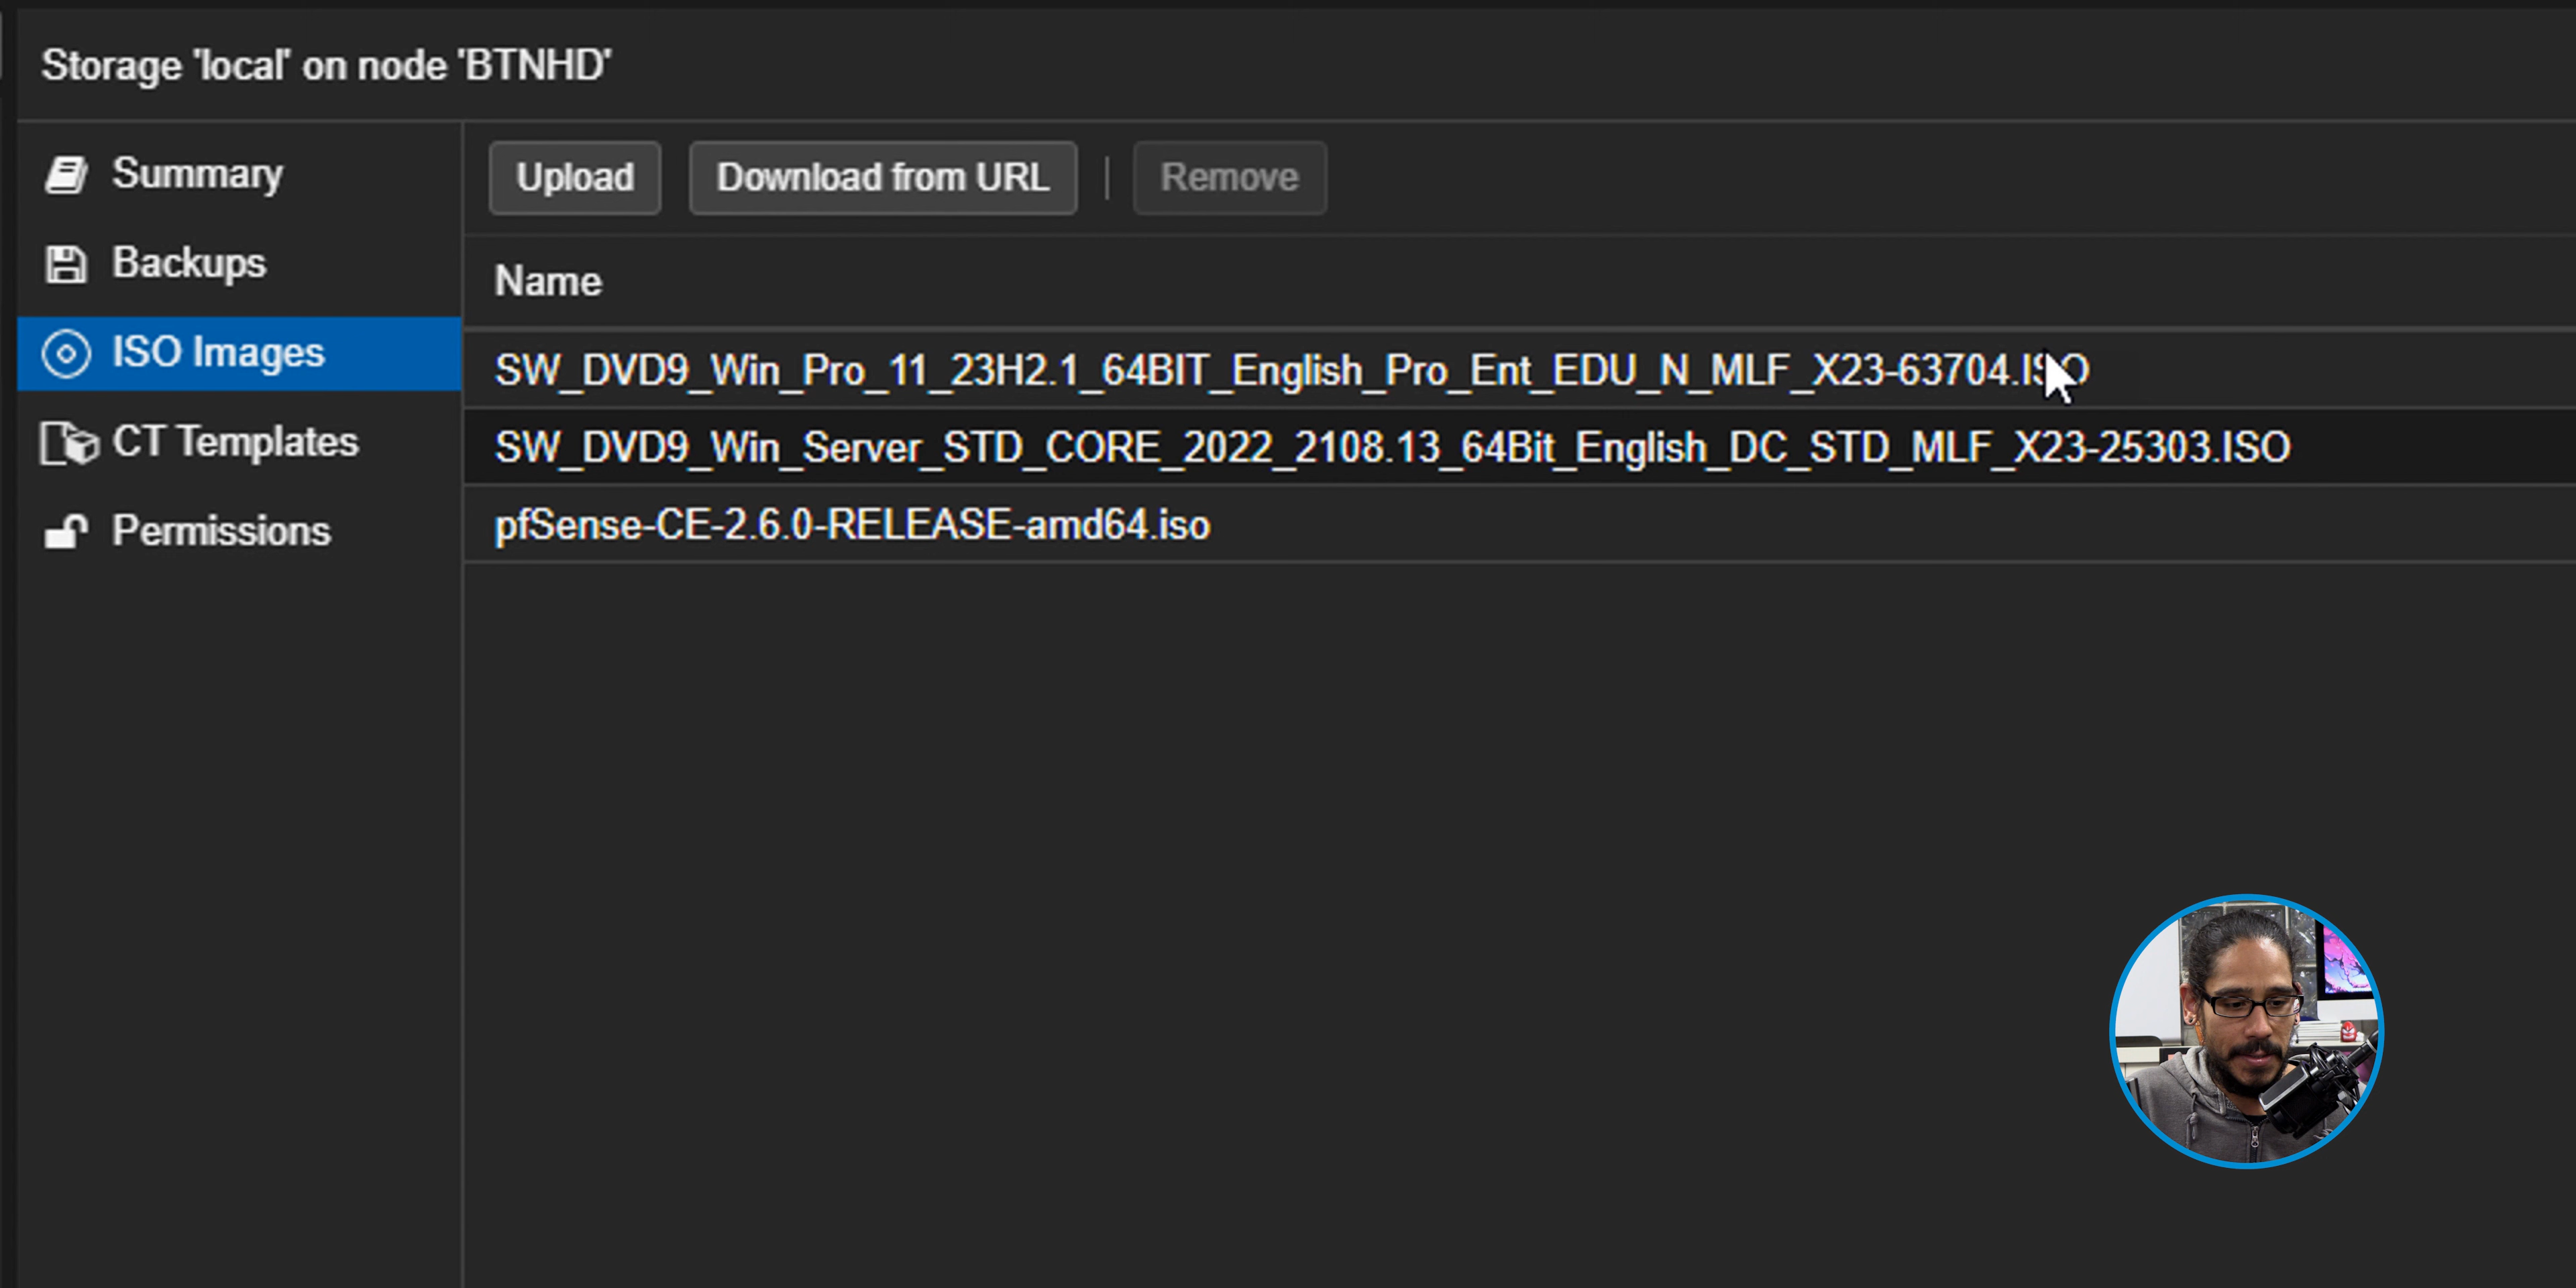 Storage 'local' on node 'BTNHD'
Summary
Backups
ISO Images
CT Templates
Permissions
Upload
Download from URL
Remove
Name
SW_DVD9_Win_Pro_11_23H2.1_64BIT_English_Pro_Ent_EDU_N_MLF_X23-63704.ISO
SW_DVD9_Win_Server_STD_CORE_2022_2108.13_64Bit_English_DC_STD_MLF_X23-25303.ISO
pfSense-CE-2.6.0-RELEASE-amd64.iso